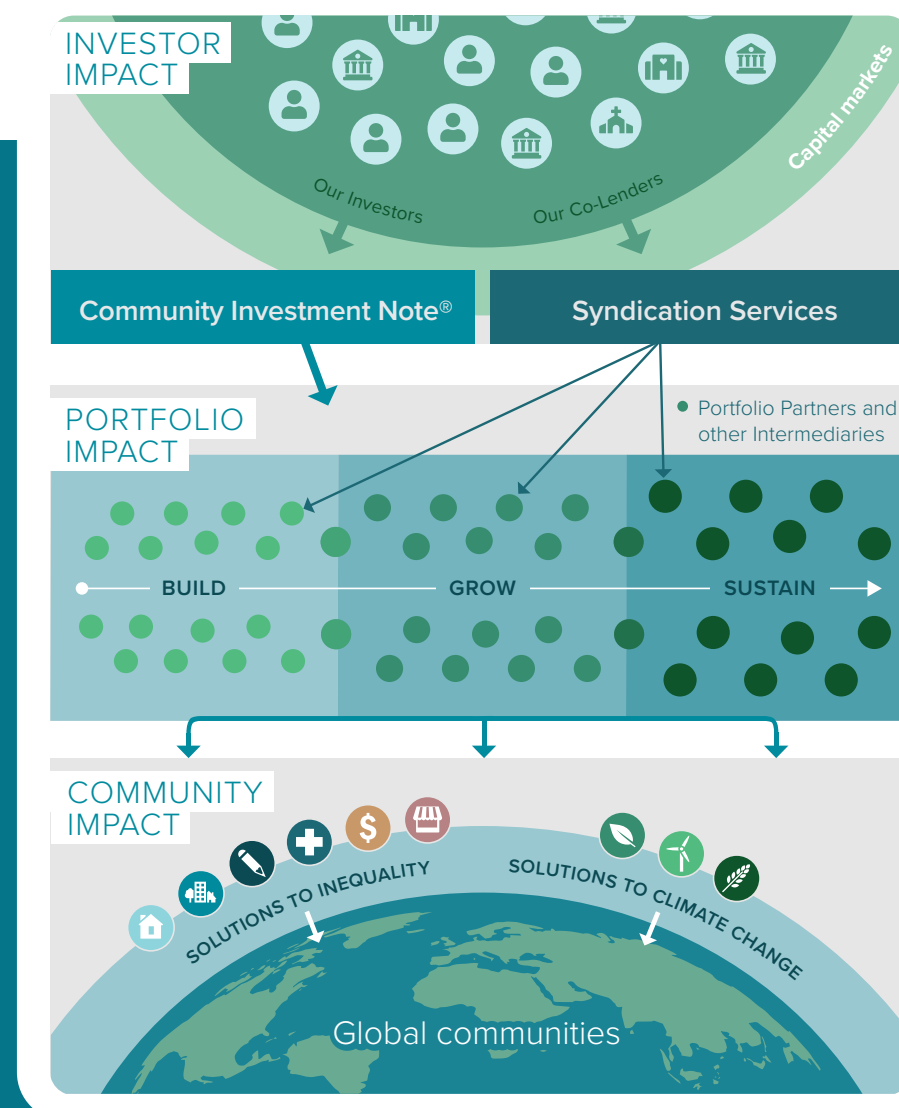 INVESTOR
IMPACT
Capital markets
Our Investors
Our Co-Lenders
Community Investment Note®
Syndication Services
PORTFOLIO
IMPACT
Portfolio Partners and
other Intermediaries
BUILD
GROW
SUSTAIN
COMMUNITY
IMPACT
SOLUTIONS TO INEQUALITY
SOLUTIONS TO CLIMATE CHANGE
Global communities